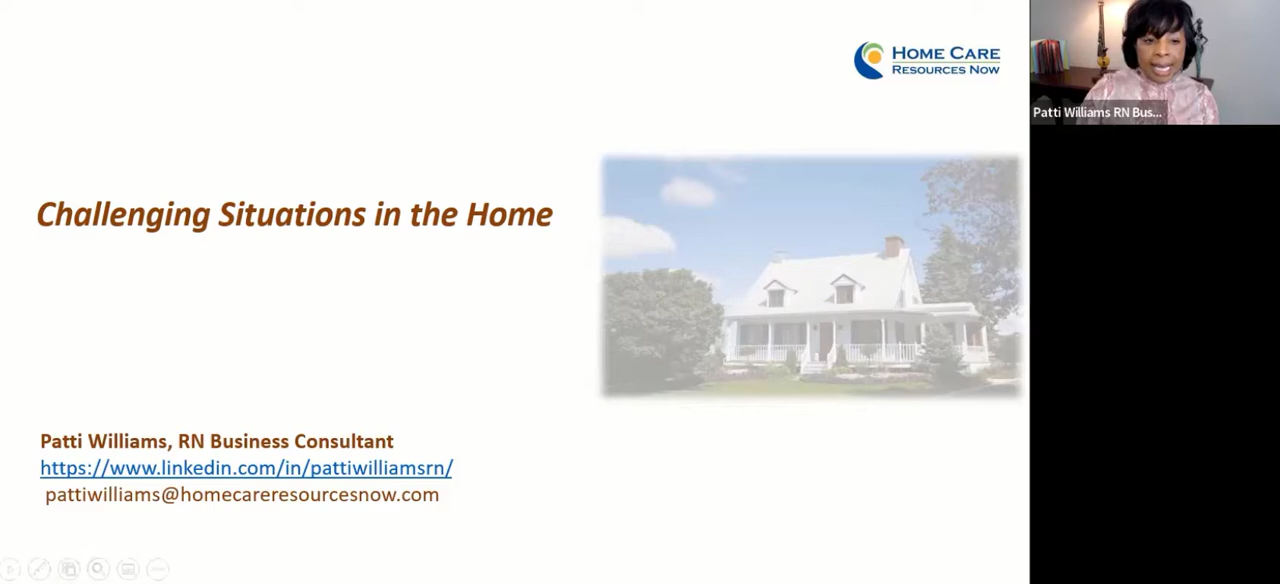 HOME CARE
RESOURCES NOW
Patti Williams RN Bus...
Challenging Situations in the Home
Patti Williams, RN Business Consultant
https://www.linkedin.com/in/pattiwilliamsrn/
pattiwilliams@homecareresourcesnow.com